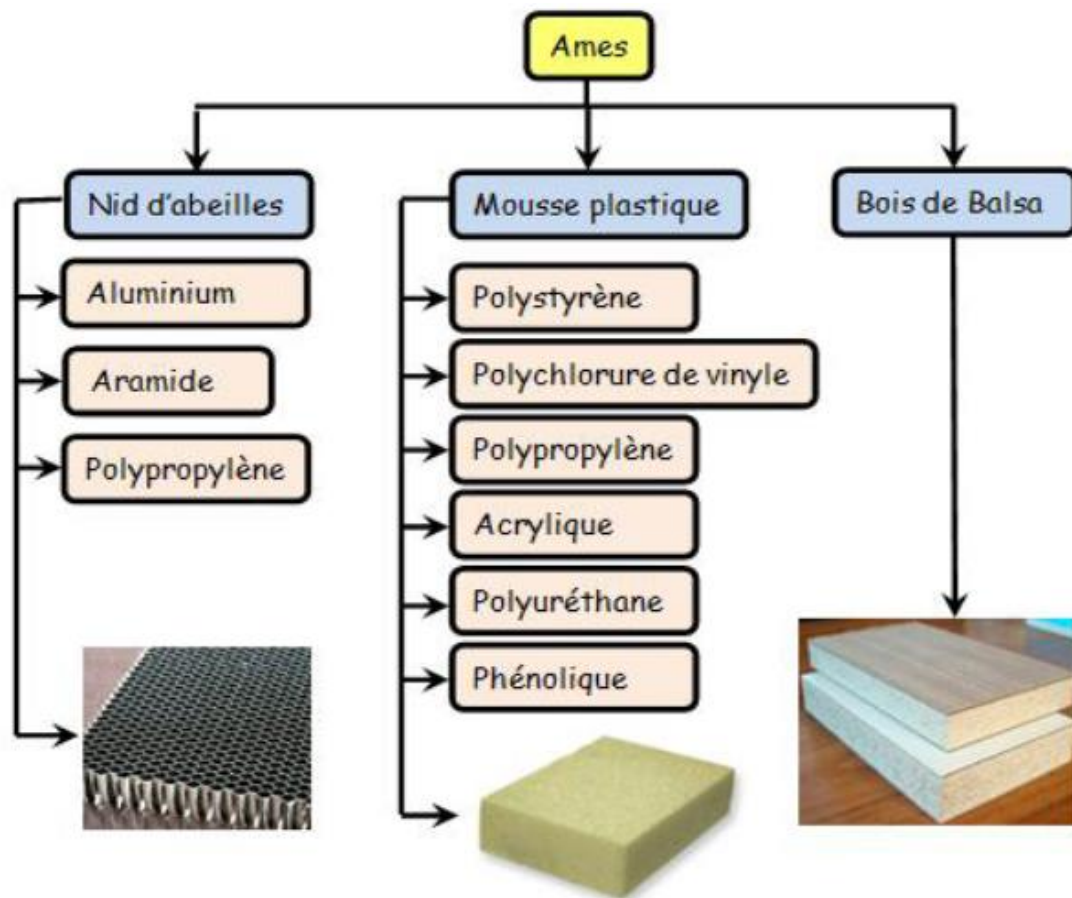 Ames
Nid d'abeilles
Aluminium
Aramide
Polypropylène
Mousse plastique
Polystyrène
Polychlorure de vinyle
Polypropylène
Acrylique
Polyuréthane
Phénolique
Bois de Balsa